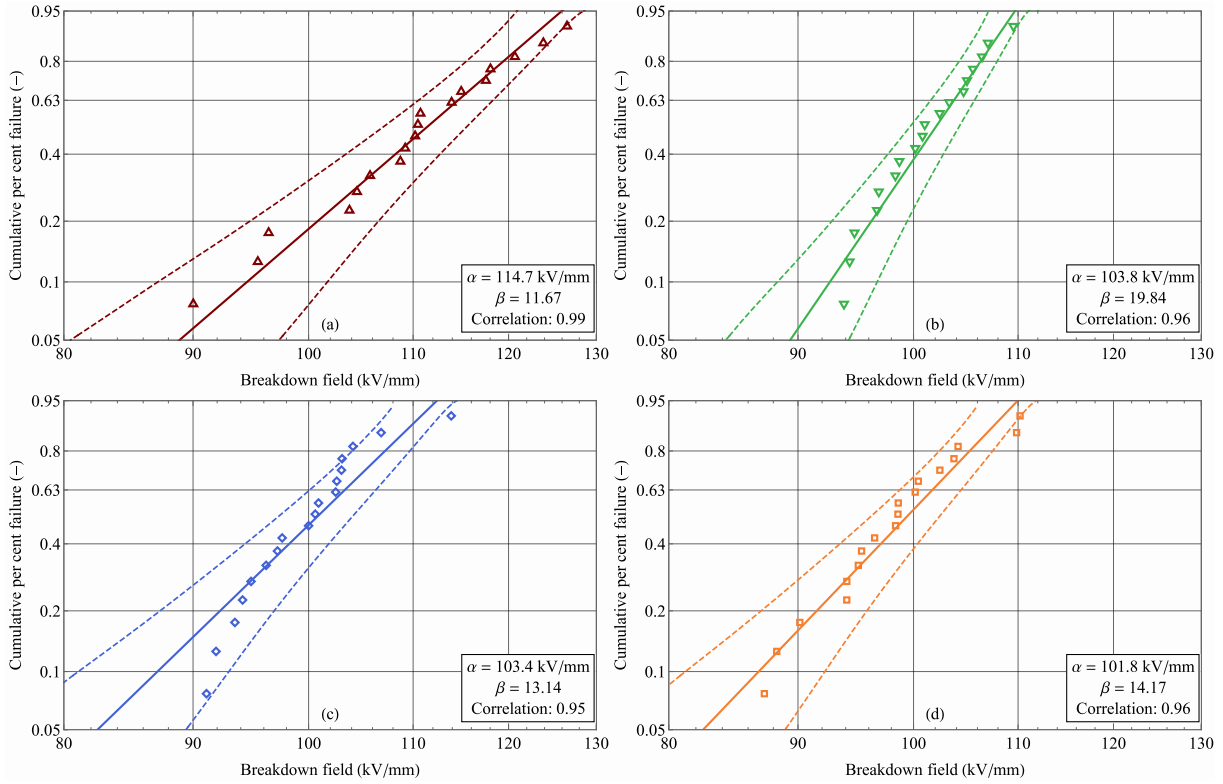 0.95
0.8
0.63
0.4
0.2
0.1
0.05
Cumulative per cent failure (−)
80
90
100
110
120
130
Breakdown field (kV/mm)
(a)
α = 114.7 kV/mm
β = 11.67
Correlation: 0.99
0.95
0.8
0.63
0.4
0.2
0.1
0.05
Cumulative per cent failure (−)
80
90
100
110
120
130
Breakdown field (kV/mm)
(b)
α = 103.8 kV/mm
β = 19.84
Correlation: 0.96
0.95
0.8
0.63
0.4
0.2
0.1
0.05
Cumulative per cent failure (−)
80
90
100
110
120
130
Breakdown field (kV/mm)
(c)
α = 103.4 kV/mm
β = 13.14
Correlation: 0.95
0.95
0.8
0.63
0.4
0.2
0.1
0.05
Cumulative per cent failure (−)
80
90
100
110
120
130
Breakdown field (kV/mm)
(d)
α = 101.8 kV/mm
β = 14.17
Correlation: 0.96